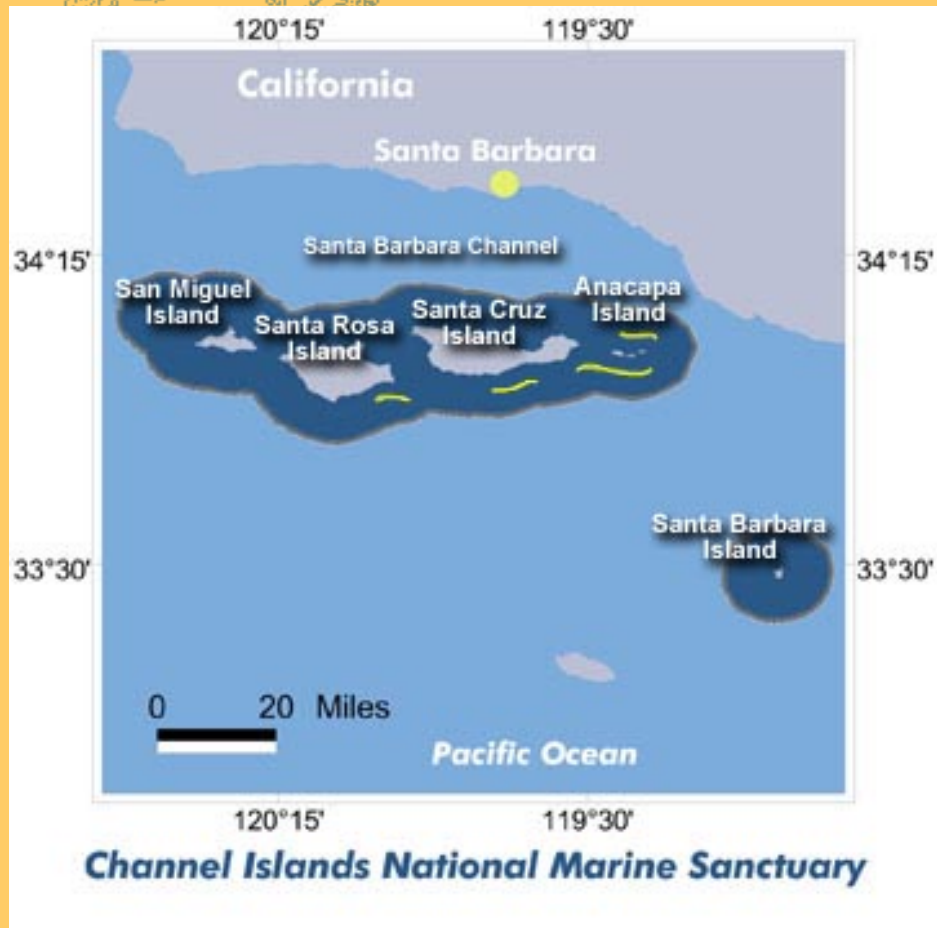 120°15' 119°30'
California
Santa Barbara
Santa Barbara Channel
34°15' 34°15'
San Miguel
Island
Santa Rosa
Island
Santa Cruz
Island
Anacapa
Island
Santa Barbara
Island
33°30' 33°30'
0 20 Miles
Pacific Ocean
120°15' 119°30'
Channel Islands National Marine Sanctuary